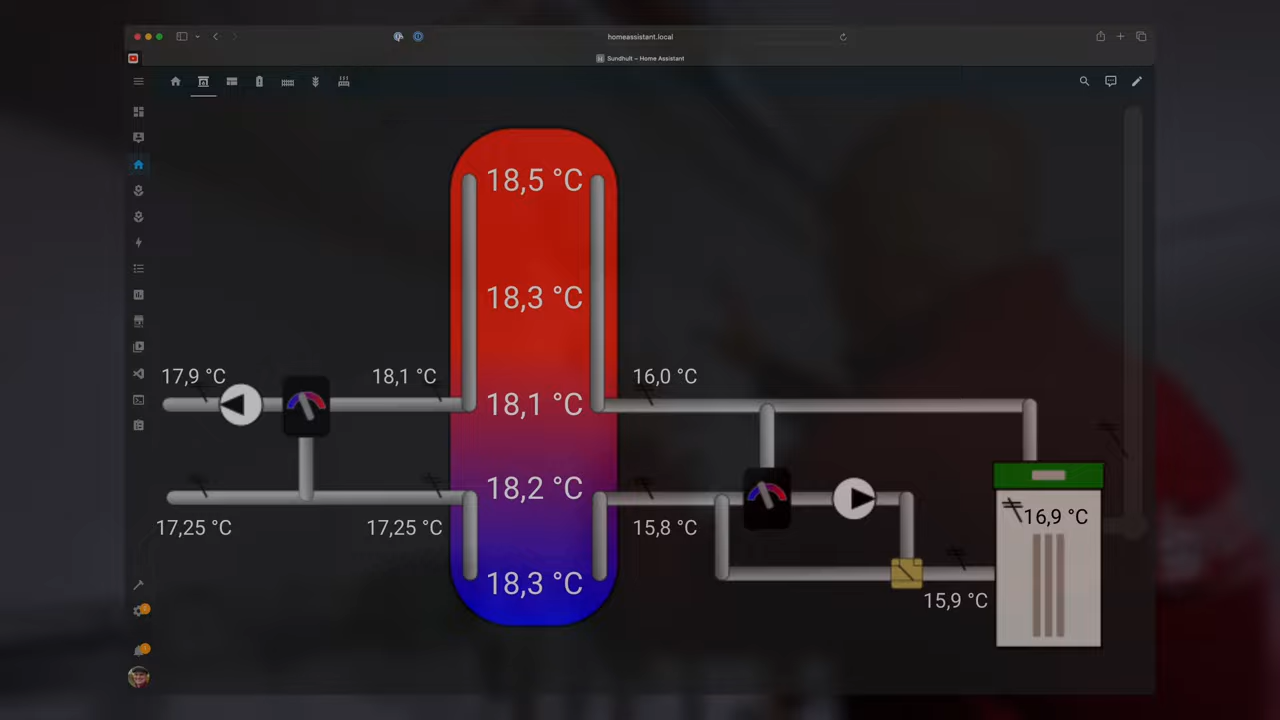 homeassistant.local
Sundhult – Home Assistant
18,5 °C
18,3 °C
17,9 °C
18,1 °C
18,1 °C
16,0 °C
18,2 °C
17,25 °C
17,25 °C
15,8 °C
16,9 °C
18,3 °C
15,9 °C